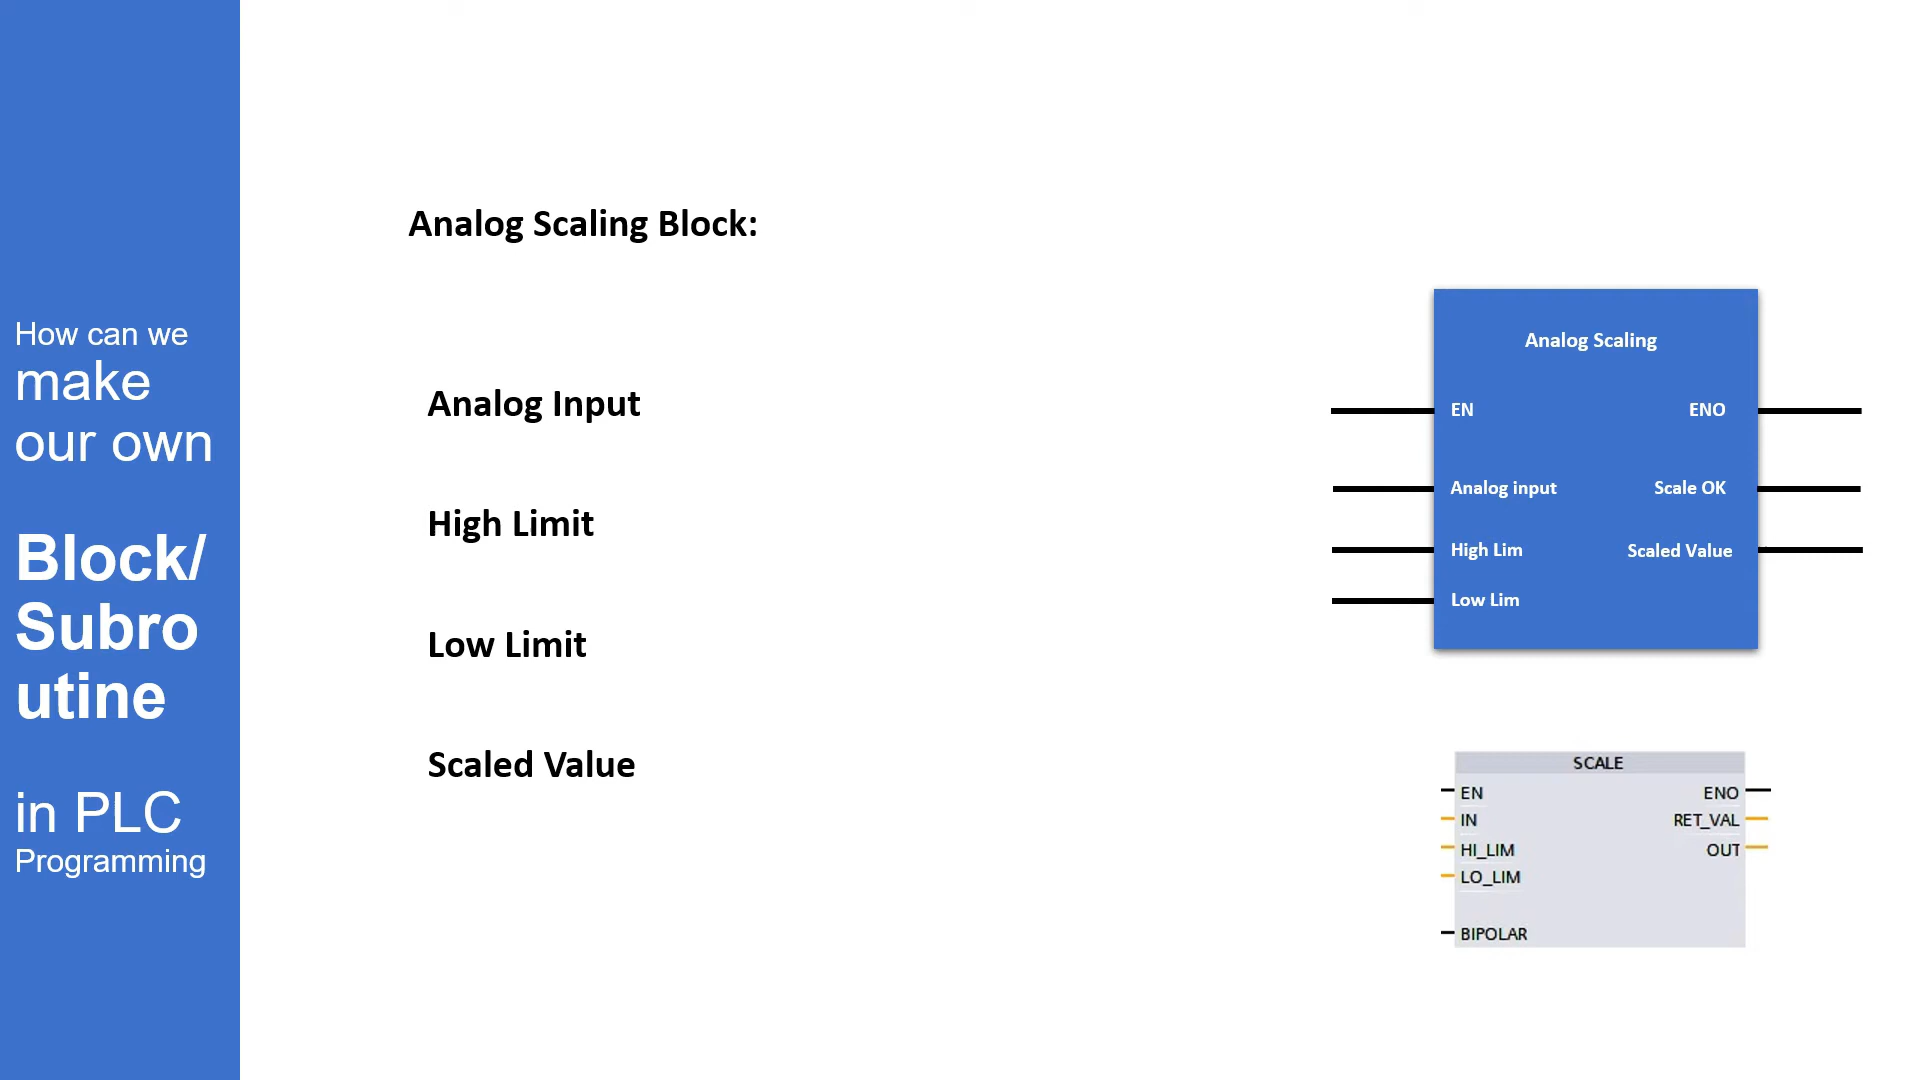 How can we
make
our own
Block/
Subro
utine
in PLC
Programming
Analog Scaling Block:
Analog Input
High Limit
Low Limit
Scaled Value
Analog Scaling
EN ENO
Analog input Scale OK
High Lim Scaled Value
Low Lim
SCALE
EN ENO
IN RET_VAL
HI_LIM OUT
LO_LIM
BIPOLAR